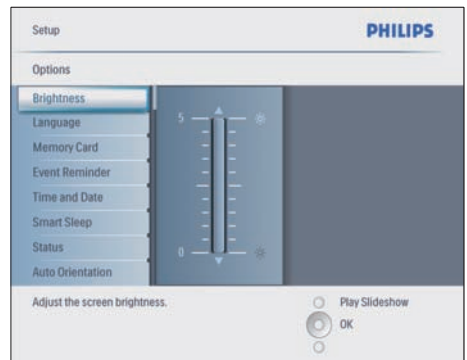 Setup
PHILIPS
Options
Brightness
Language
Memory Card
Event Reminder
Time and Date
Smart Sleep
Status
Auto Orientation
5
0
Adjust the screen brightness.
Play Slideshow
OK